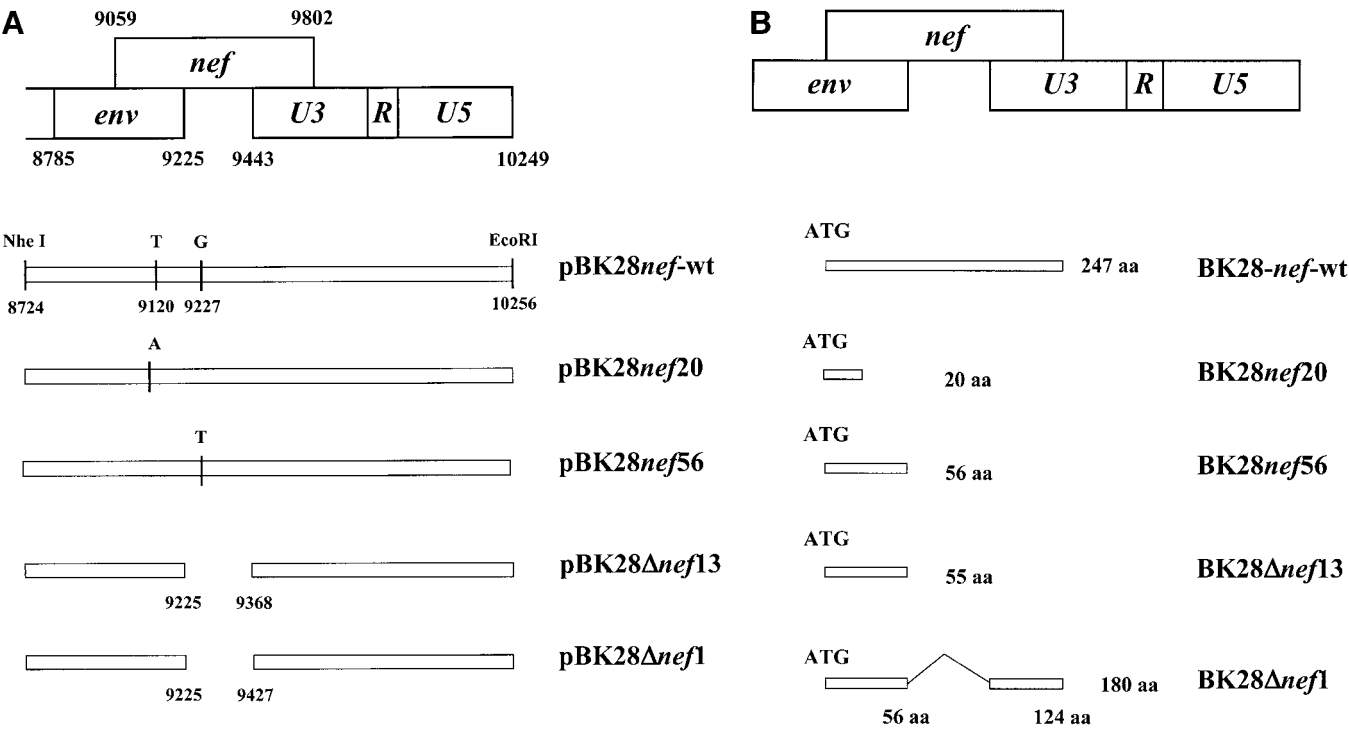 A
9059 9802
nef
env U3 R U5
8785 9225 9443 10249
Nhe I T G EcoRI
pBK28nef-wt
8724 9120 9227 10256
A
pBK28nef20
T
pBK28nef56
pBK28Δnef13
9225 9368
pBK28Δnef1
9225 9427
B
nef
env U3 R U5
ATG
247 aa BK28-nef-wt
ATG
20 aa BK28nef20
ATG
56 aa BK28nef56
ATG
55 aa BK28Δnef13
ATG
180 aa BK28Δnef1
56 aa 124 aa